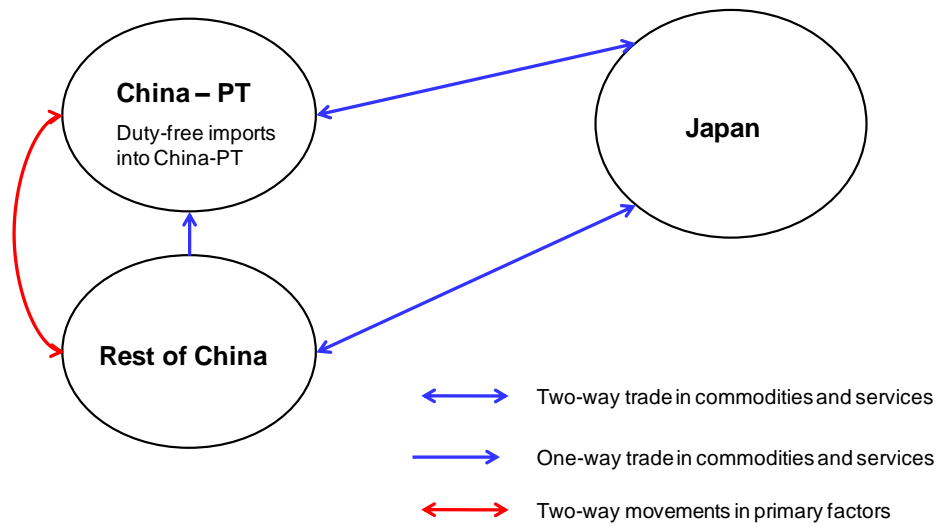 China – PT
Duty-free imports
into China-PT
Japan
Rest of China
Two-way trade in commodities and services
One-way trade in commodities and services
Two-way movements in primary factors